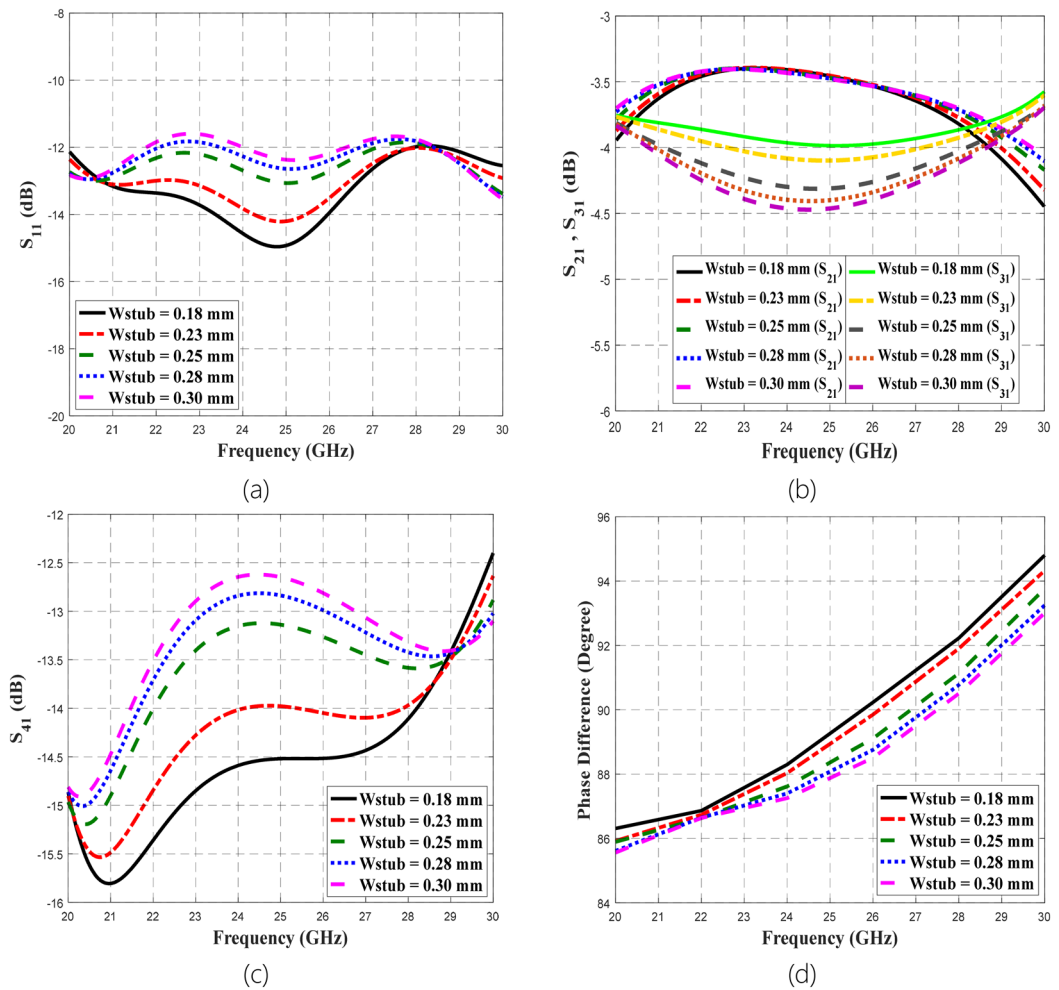 -8
-10
-12
-14
-16
-18
-20
S11 (dB)
Wstub = 0.18 mm
Wstub = 0.23 mm
Wstub = 0.25 mm
Wstub = 0.28 mm
Wstub = 0.30 mm
20 21 22 23 24 25 26 27 28 29 30
Frequency (GHz)
(a)
-3
-3.5
-4
-4.5
-5
-5.5
-6
S21 , S31 (dB)
Wstub = 0.18 mm (S21) Wstub = 0.18 mm (S31)
Wstub = 0.23 mm (S21) Wstub = 0.23 mm (S31)
Wstub = 0.25 mm (S21) Wstub = 0.25 mm (S31)
Wstub = 0.28 mm (S21) Wstub = 0.28 mm (S31)
Wstub = 0.30 mm (S21) Wstub = 0.30 mm (S31)
20 21 22 23 24 25 26 27 28 29 30
Frequency (GHz)
(b)
-12
-12.5
-13
-13.5
-14
-14.5
-15
-15.5
-16
S41 (dB)
Wstub = 0.18 mm
Wstub = 0.23 mm
Wstub = 0.25 mm
Wstub = 0.28 mm
Wstub = 0.30 mm
20 21 22 23 24 25 26 27 28 29 30
Frequency (GHz)
(c)
96
94
92
90
88
86
84
Phase Difference (Degree)
Wstub = 0.18 mm
Wstub = 0.23 mm
Wstub = 0.25 mm
Wstub = 0.28 mm
Wstub = 0.30 mm
20 21 22 23 24 25 26 27 28 29 30
Frequency (GHz)
(d)